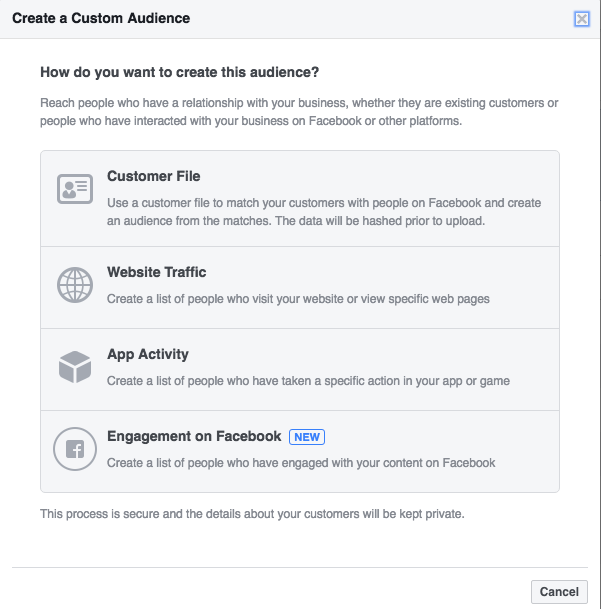 Create a Custom Audience
How do you want to create this audience?
Reach people who have a relationship with your business, whether they are existing customers or
people who have interacted with your business on Facebook or other platforms.
Customer File
Use a customer file to match your customers with people on Facebook and create
an audience from the matches. The data will be hashed prior to upload.
Website Traffic
Create a list of people who visit your website or view specific web pages
App Activity
Create a list of people who have taken a specific action in your app or game
Engagement on Facebook NEW
Create a list of people who have engaged with your content on Facebook
This process is secure and the details about your customers will be kept private.
Cancel